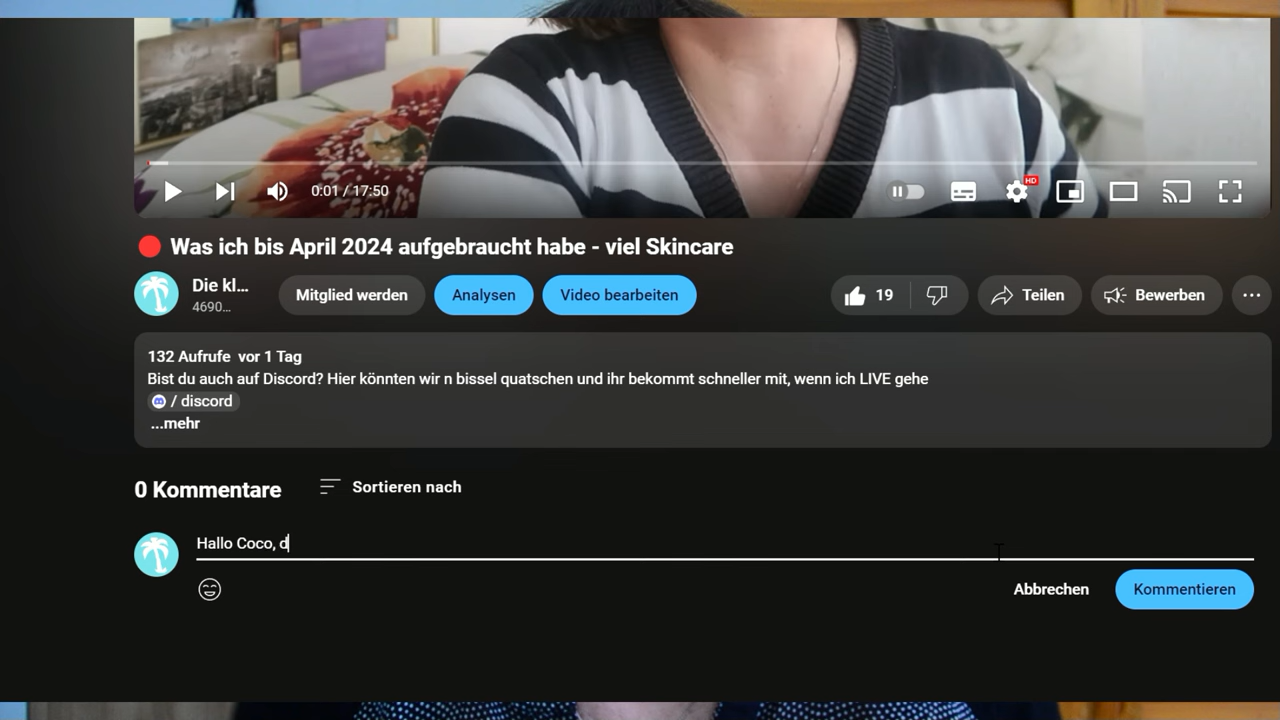 0:01 / 17:50
HD
🔴 Was ich bis April 2024 aufgebraucht habe - viel Skincare
Die kl...
4690...
Mitglied werden
Analysen
Video bearbeiten
19
Teilen
Bewerben
132 Aufrufe vor 1 Tag
Bist du auch auf Discord? Hier könnten wir n bissel quatschen und ihr bekommt schneller mit, wenn ich LIVE gehe
/ discord
...mehr
0 Kommentare
Sortieren nach
Hallo Coco, d
Abbrechen
Kommentieren